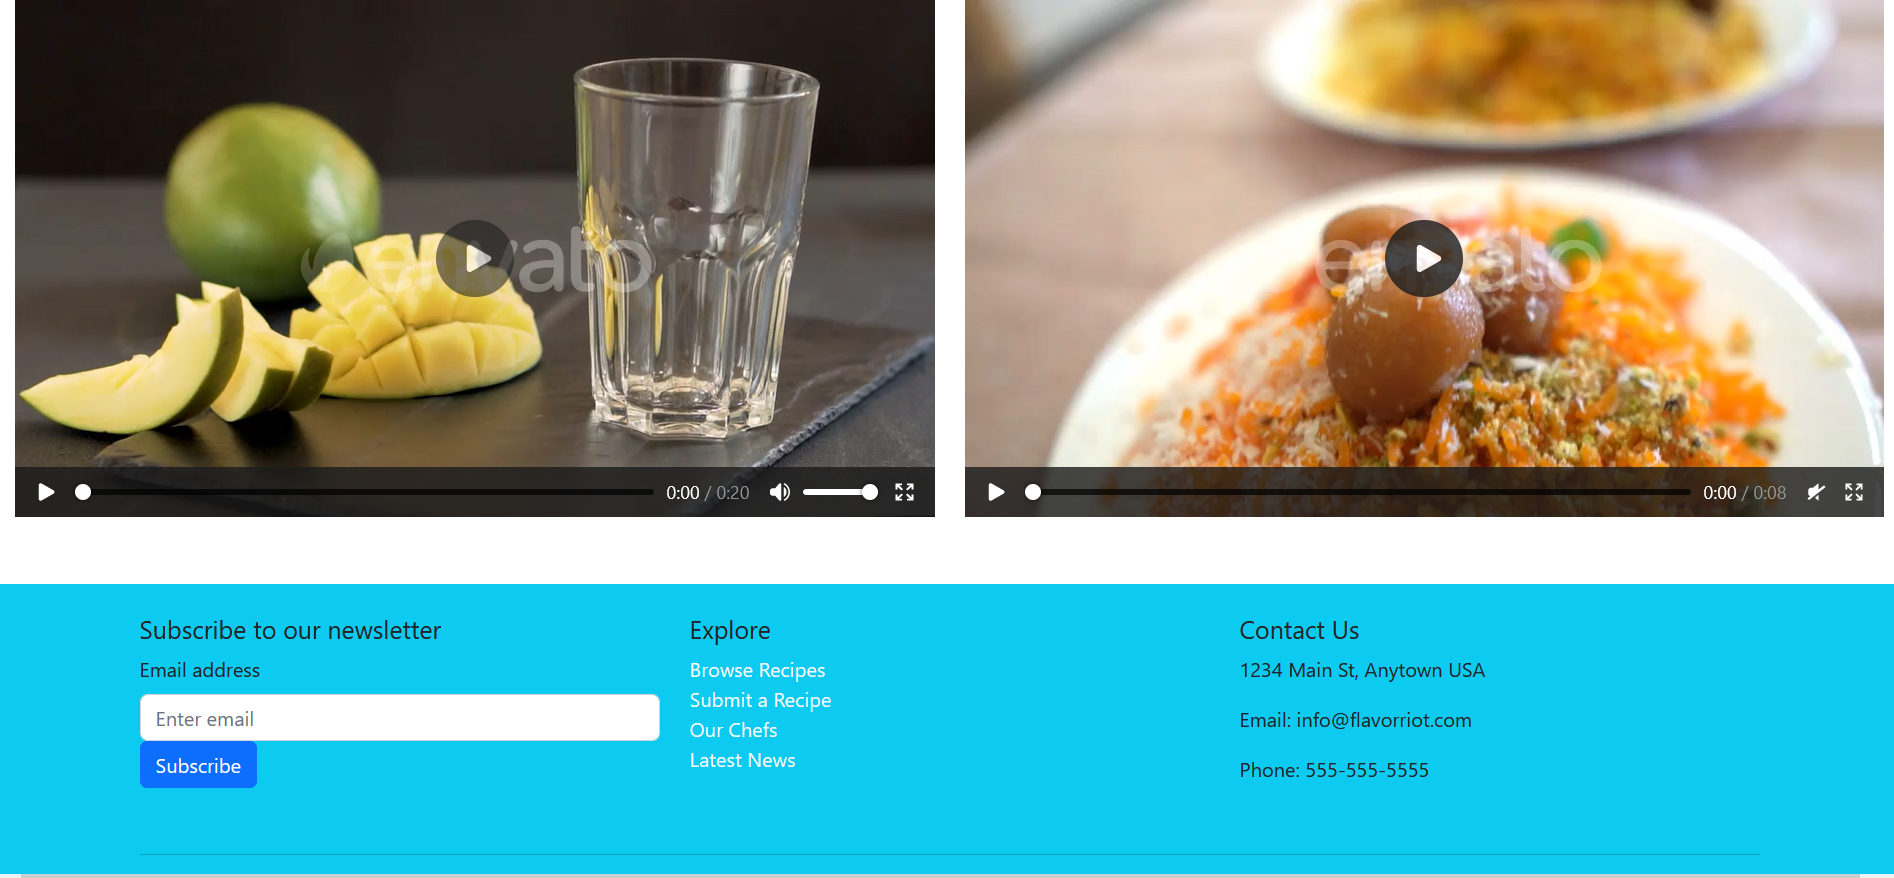 envato
envato
0:00 / 0:20
0:00 / 0:08
Subscribe to our newsletter
Email address
Enter email
Subscribe
Explore
Browse Recipes
Submit a Recipe
Our Chefs
Latest News
Contact Us
1234 Main St, Anytown USA
Email: info@flavorriot.com
Phone: 555-555-5555